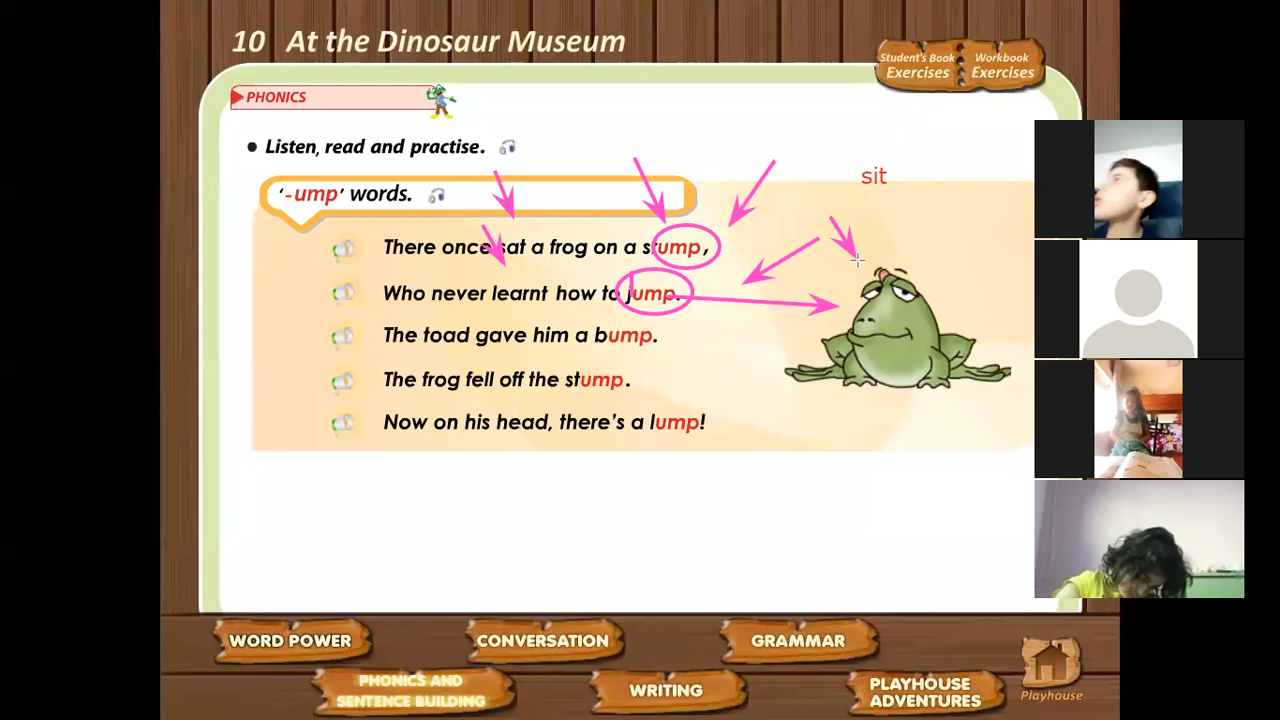 10 At the Dinosaur Museum
Student's Book Exercises
Workbook Exercises
PHONICS
Listen, read and practise.
'-ump' words.
sit
There once sat a frog on a stump,
Who never learnt how to jump.
The toad gave him a bump.
The frog fell off the stump.
Now on his head, there's a lump!
WORD POWER
CONVERSATION
GRAMMAR
PHONICS AND
SENTENCE BUILDING
WRITING
PLAYHOUSE
ADVENTURES
Playhouse